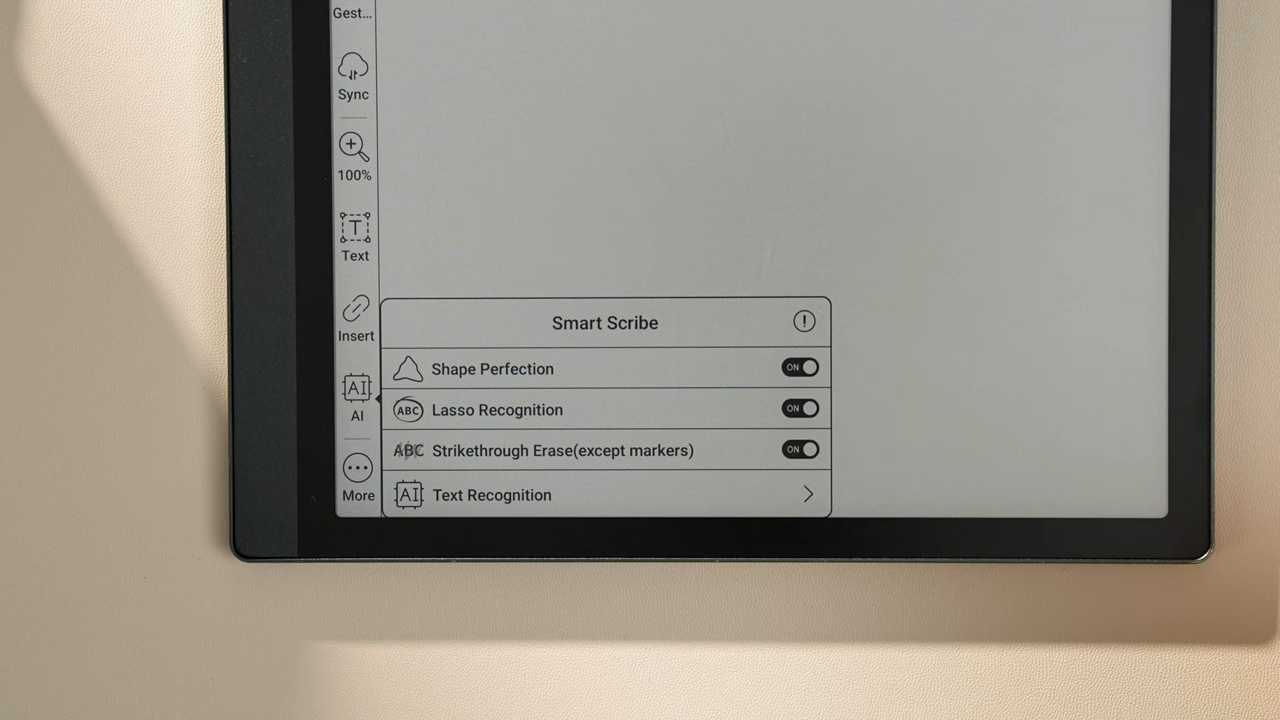 Gest...
Sync
100%
Text
Insert
AI
AI
More
Smart Scribe
Shape Perfection
ON
ABC Lasso Recognition
ON
ABC Strikethrough Erase(except markers)
ON
AI Text Recognition